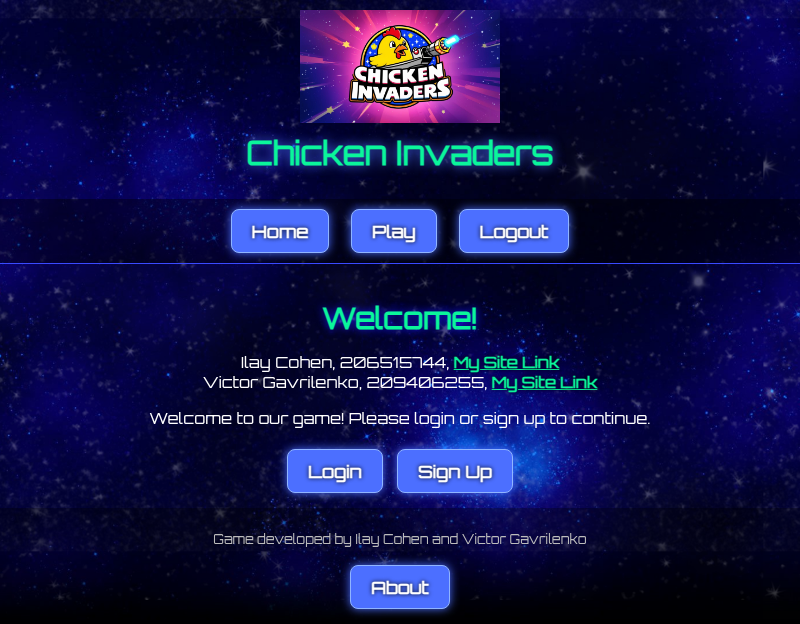 CHICKEN
INVADERS
Chicken Invaders
Home Play Logout
Welcome!
Ilay Cohen, 206515744, My Site Link
Victor Gavrilenko, 209406255, My Site Link
Welcome to our game! Please login or sign up to continue.
Login Sign Up
Game developed by Ilay Cohen and Victor Gavrilenko
About